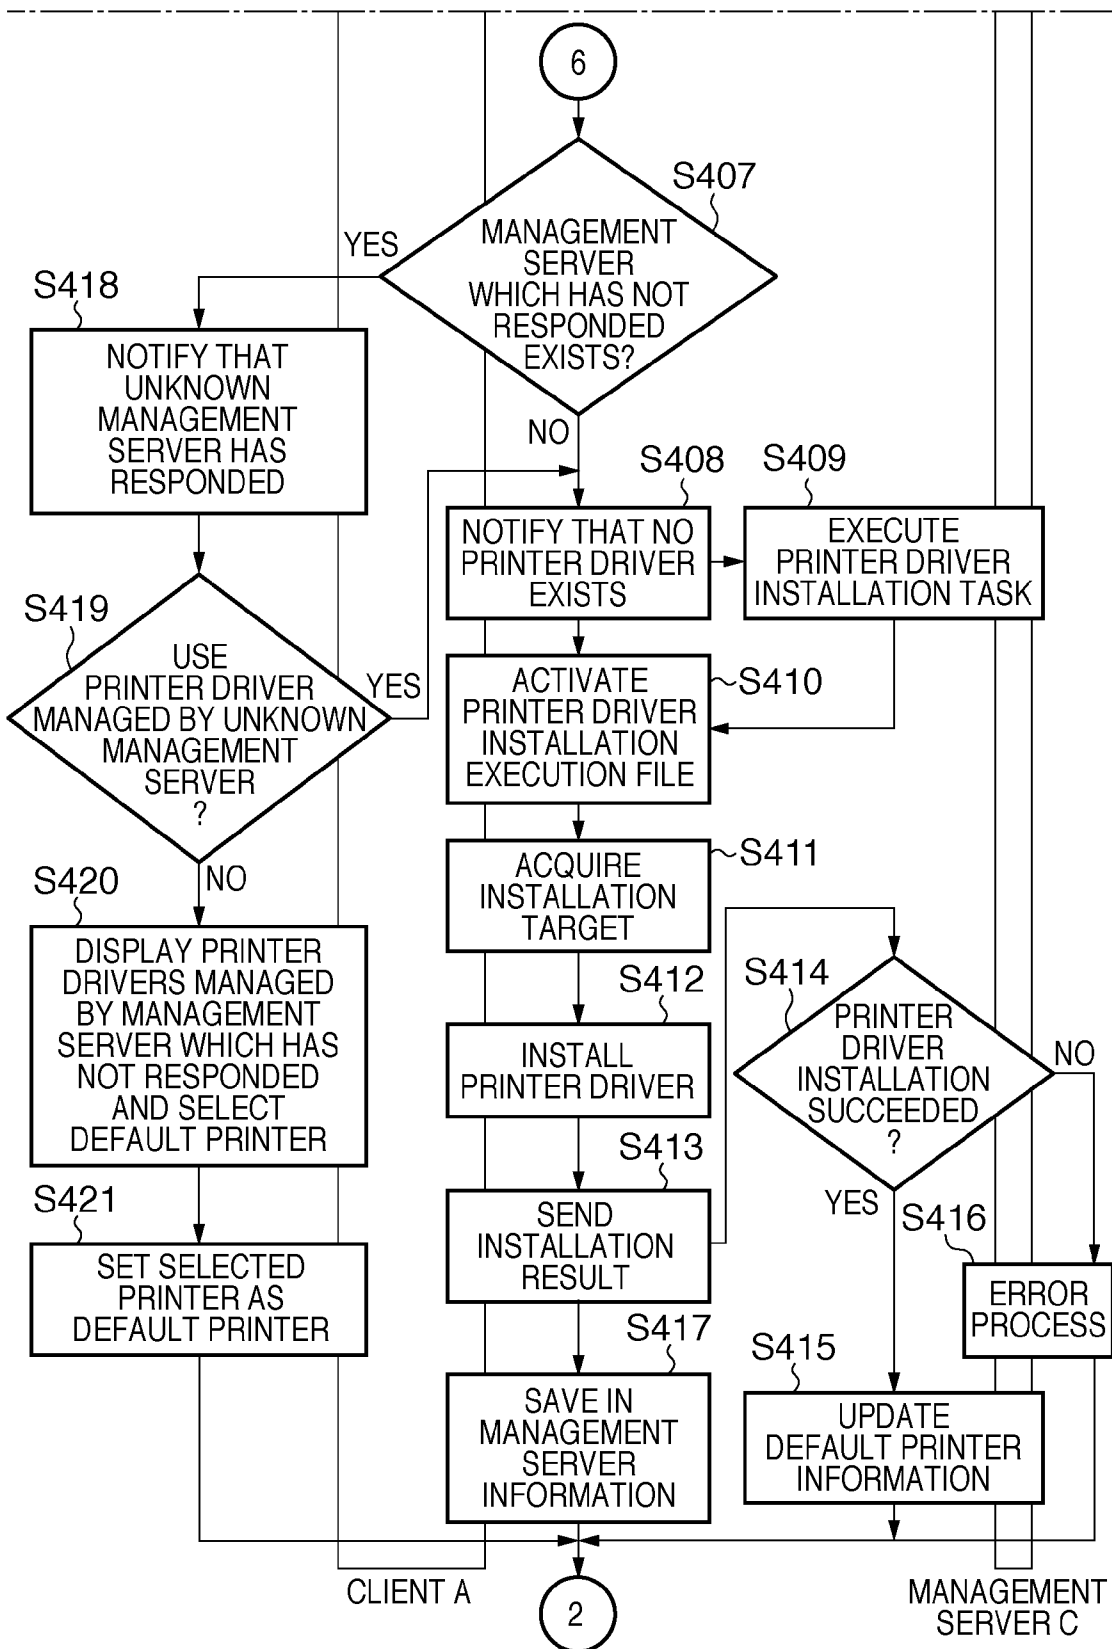 6
S407
MANAGEMENT
SERVER
WHICH HAS NOT
RESPONDED
EXISTS?
YES
NO
S418
NOTIFY THAT
UNKNOWN
MANAGEMENT
SERVER HAS
RESPONDED
S408
NOTIFY THAT NO
PRINTER DRIVER
EXISTS
S409
EXECUTE
PRINTER DRIVER
INSTALLATION TASK
S419
USE
PRINTER DRIVER
MANAGED BY UNKNOWN
MANAGEMENT
SERVER
?
YES
NO
S410
ACTIVATE
PRINTER DRIVER
INSTALLATION
EXECUTION FILE
S411
ACQUIRE
INSTALLATION
TARGET
S420
DISPLAY PRINTER
DRIVERS MANAGED
BY MANAGEMENT
SERVER WHICH HAS
NOT RESPONDED
AND SELECT
DEFAULT PRINTER
S412
INSTALL
PRINTER DRIVER
S414
PRINTER
DRIVER
INSTALLATION
SUCCEEDED
?
NO
YES
S413
SEND
INSTALLATION
RESULT
S421
SET SELECTED
PRINTER AS
DEFAULT PRINTER
S416
ERROR
PROCESS
S417
SAVE IN
MANAGEMENT
SERVER
INFORMATION
S415
UPDATE
DEFAULT PRINTER
INFORMATION
CLIENT A
2
MANAGEMENT
SERVER C